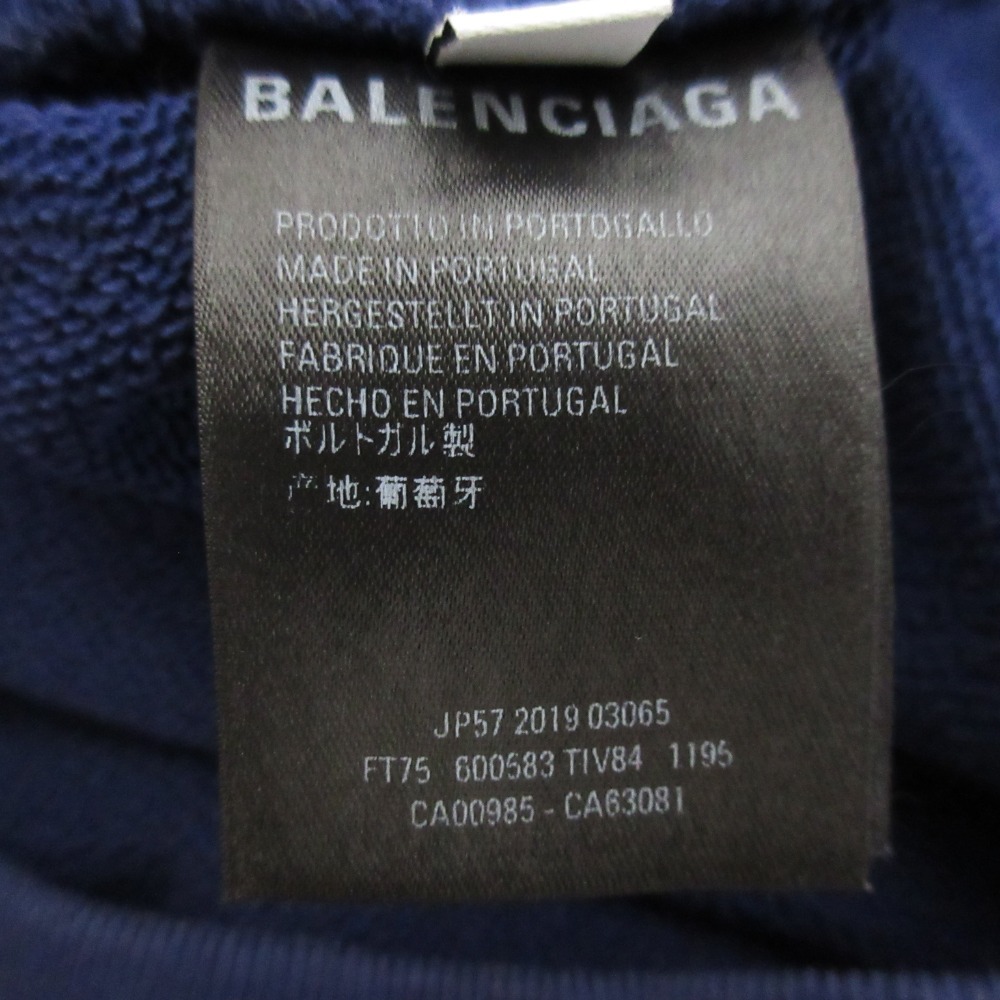 BALENCIAGA
PRODOTTO IN PORTOGALLO
MADE IN PORTUGAL
HERGESTELLT IN PORTUGAL
FABRIQUE EN PORTUGAL
HECHO EN PORTUGAL
ポルトガル製
产地:葡萄牙
JP57 2019 03065
FT75 600583 TIV84 1195
CA00985 - CA63081